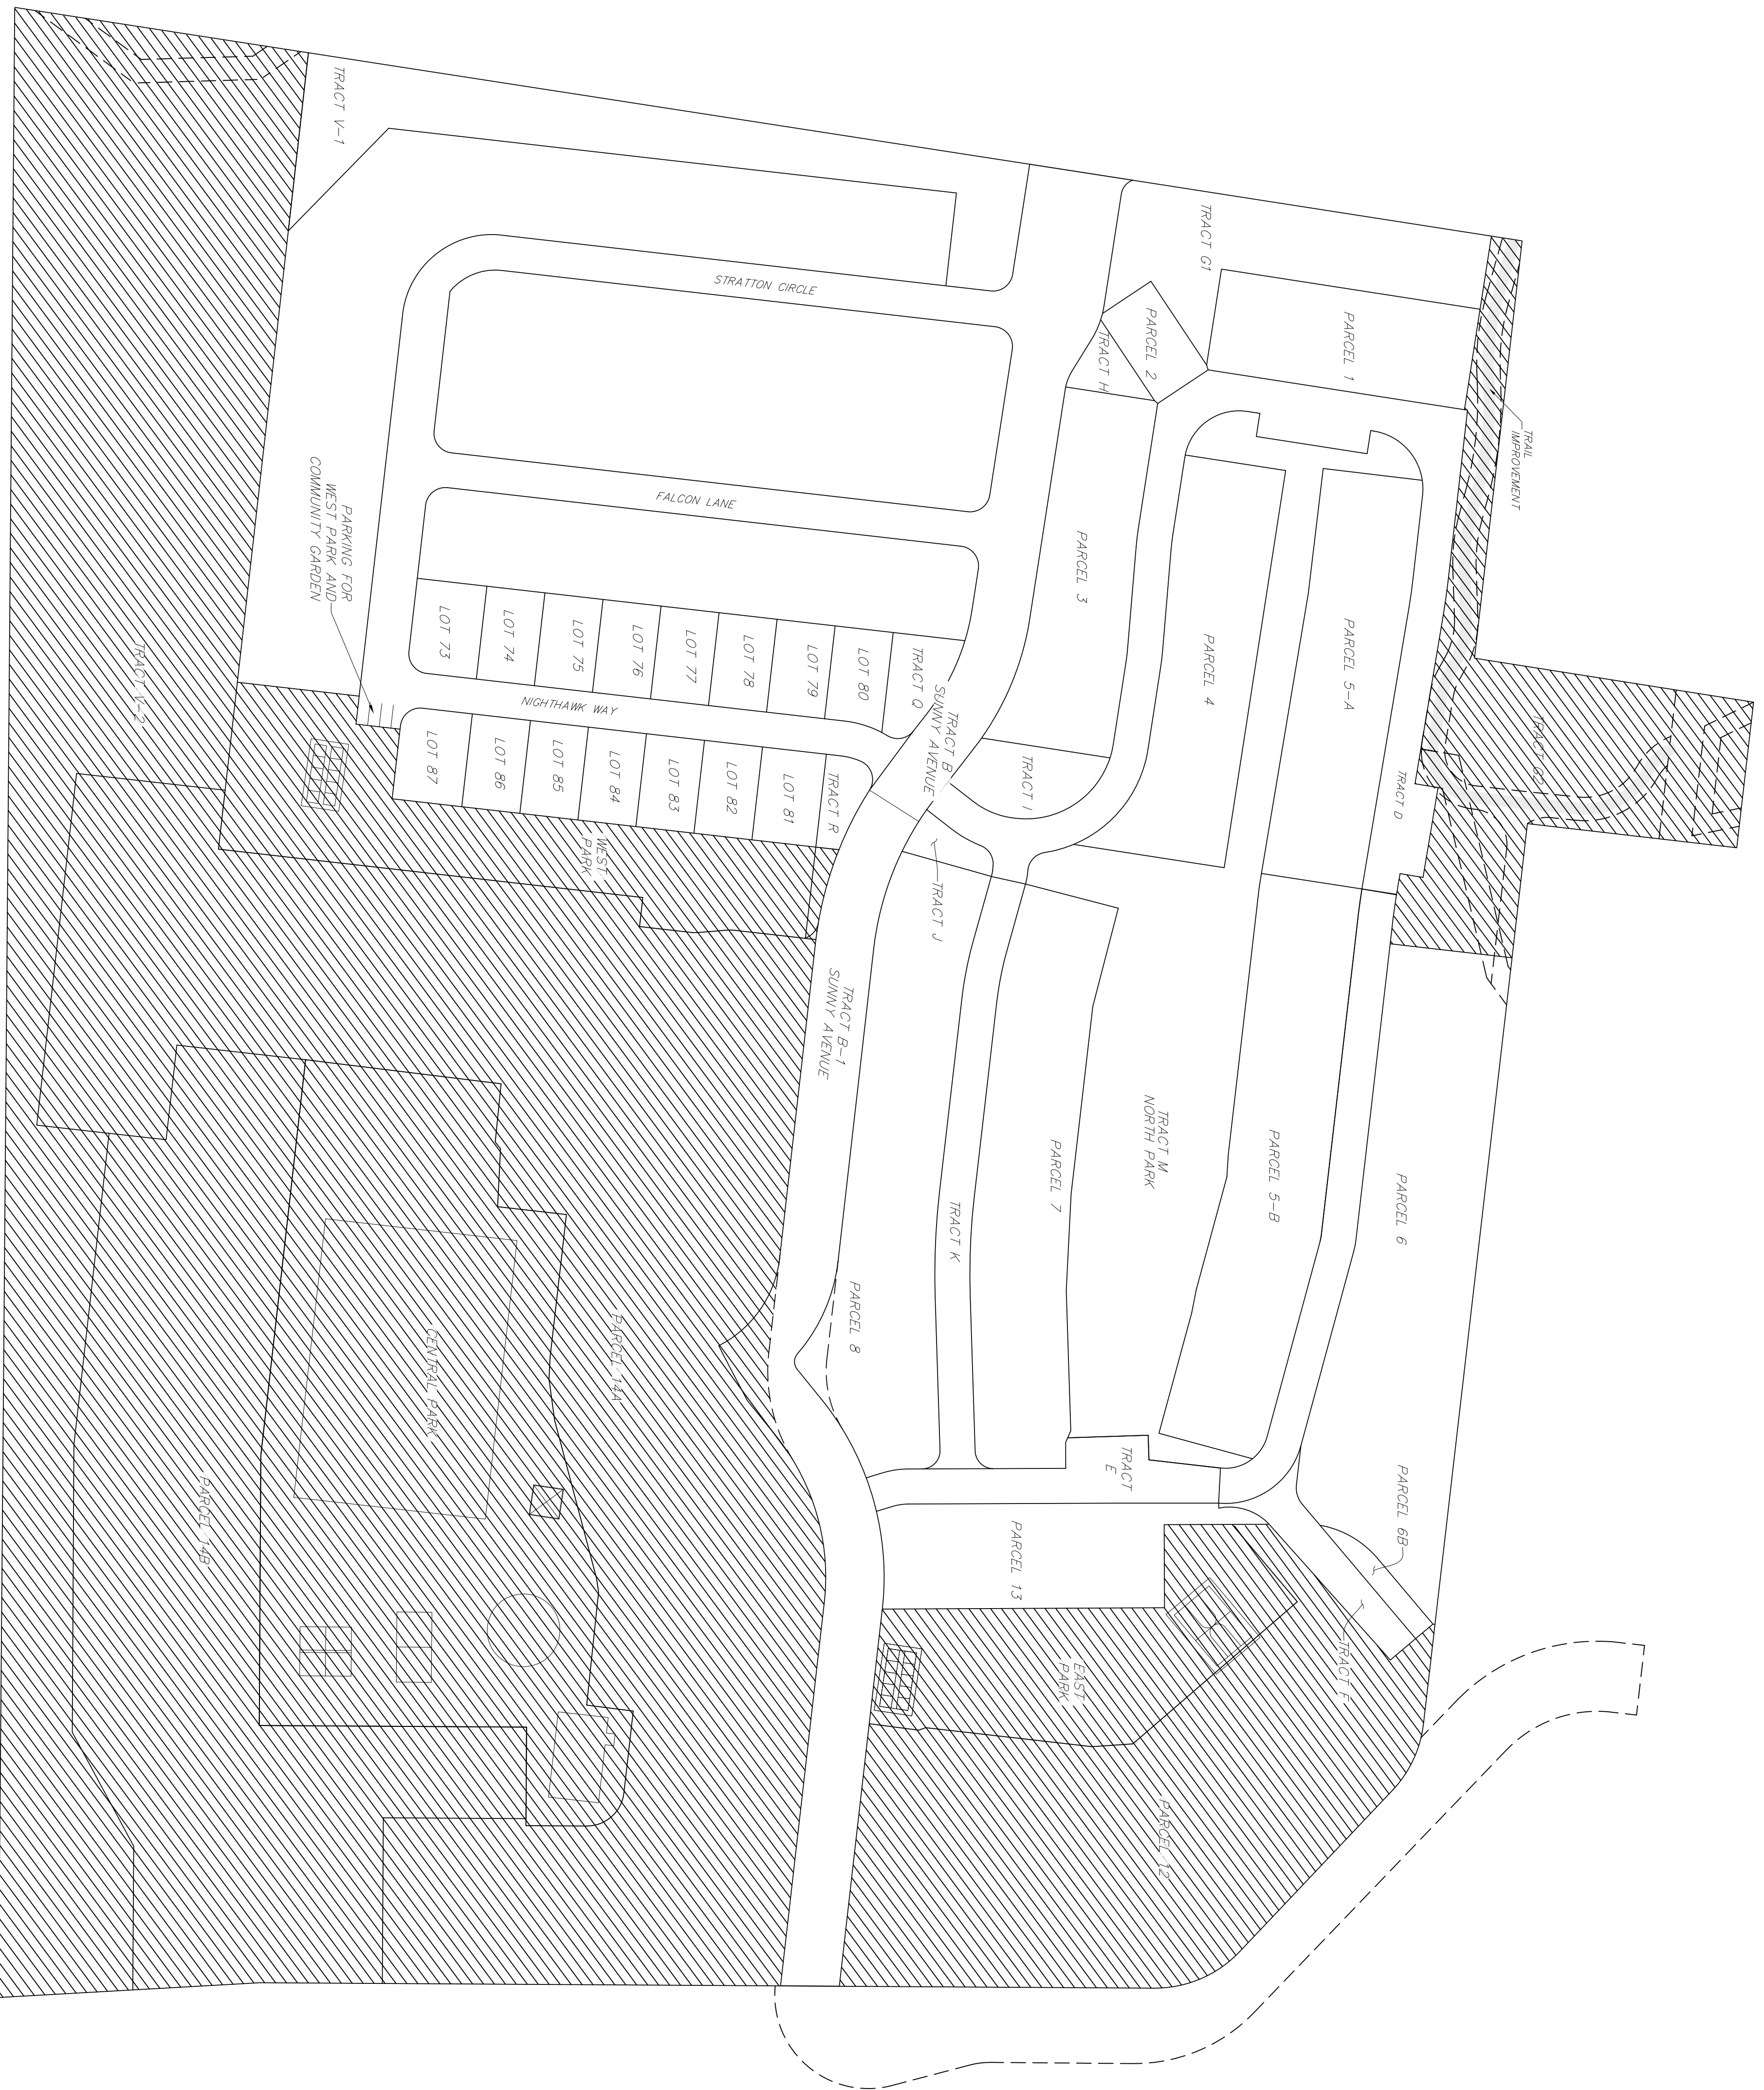 TRACT V-1
STRATTON CIRCLE
FALCON LANE
PARKING FOR
WEST PARK AND
COMMUNITY GARDEN
LOT 73
LOT 74
LOT 75
LOT 76
LOT 77
LOT 78
LOT 79
LOT 80
TRACT Q
NIGHTHAWK WAY
LOT 87
LOT 86
LOT 85
LOT 84
LOT 83
LOT 82
LOT 81
TRACT R
WEST
PARK
TRACT V-2
TRACT G1
PARCEL 1
PARCEL 2
TRACT H
PARCEL 3
PARCEL 4
PARCEL 5-A
TRAIL
IMPROVEMENT
TRACT G2
TRACT D
TRACT I
TRACT B
SUNNY AVENUE
TRACT J
TRACT B-1
SUNNY AVENUE
TRACT M
NORTH PARK
PARCEL 5-B
PARCEL 6
PARCEL 7
TRACT K
PARCEL 8
CENTRAL PARK
PARCEL 14A
PARCEL 14B
TRACT
E
PARCEL 6B
PARCEL 13
TRACT F
EAST
PARK
PARCEL 12